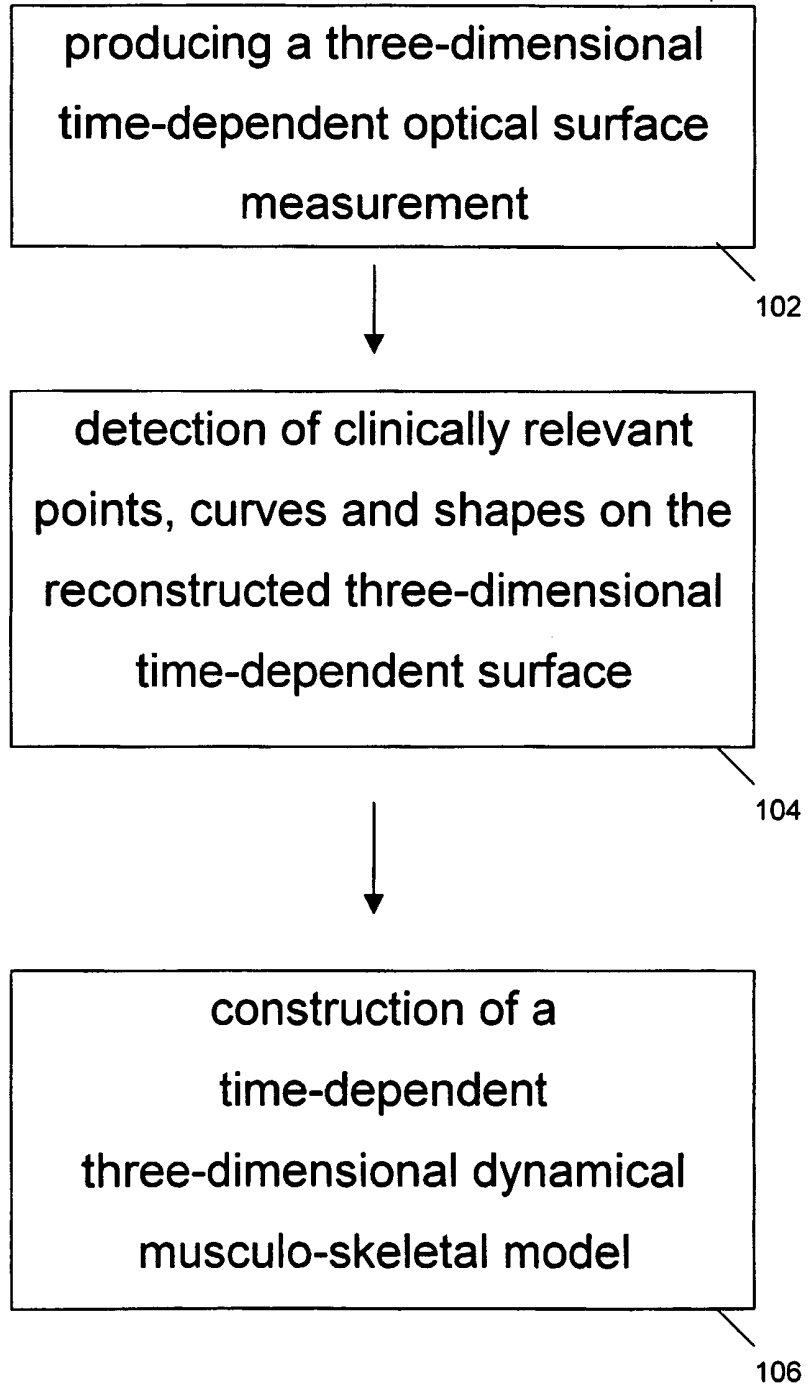 producing a three-dimensional
time-dependent optical surface
measurement
102
detection of clinically relevant
points, curves and shapes on the
reconstructed three-dimensional
time-dependent surface
104
construction of a
time-dependent
three-dimensional dynamical
musculo-skeletal model
106